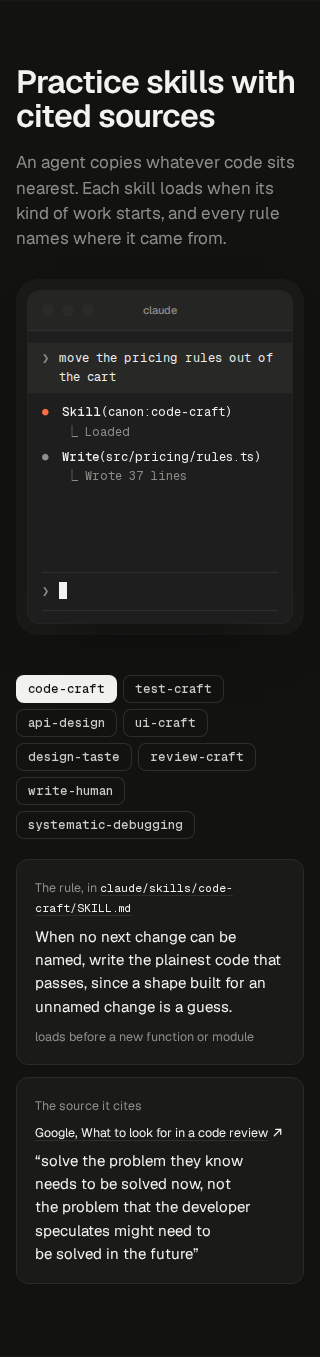 Practice skills with
cited sources
An agent copies whatever code sits
nearest. Each skill loads when its
kind of work starts, and every rule
names where it came from.
claude
❯ move the pricing rules out of
the cart
● Skill(canon:code-craft)
⎿ Loaded
● Write(src/pricing/rules.ts)
⎿ Wrote 37 lines
❯
code-craft test-craft
api-design ui-craft
design-taste review-craft
write-human
systematic-debugging
The rule, in claude/skills/code-
craft/SKILL.md
When no next change can be
named, write the plainest code that
passes, since a shape built for an
unnamed change is a guess.
loads before a new function or module
The source it cites
Google, What to look for in a code review ↗
“solve the problem they know
needs to be solved now, not
the problem that the developer
speculates might need to
be solved in the future”